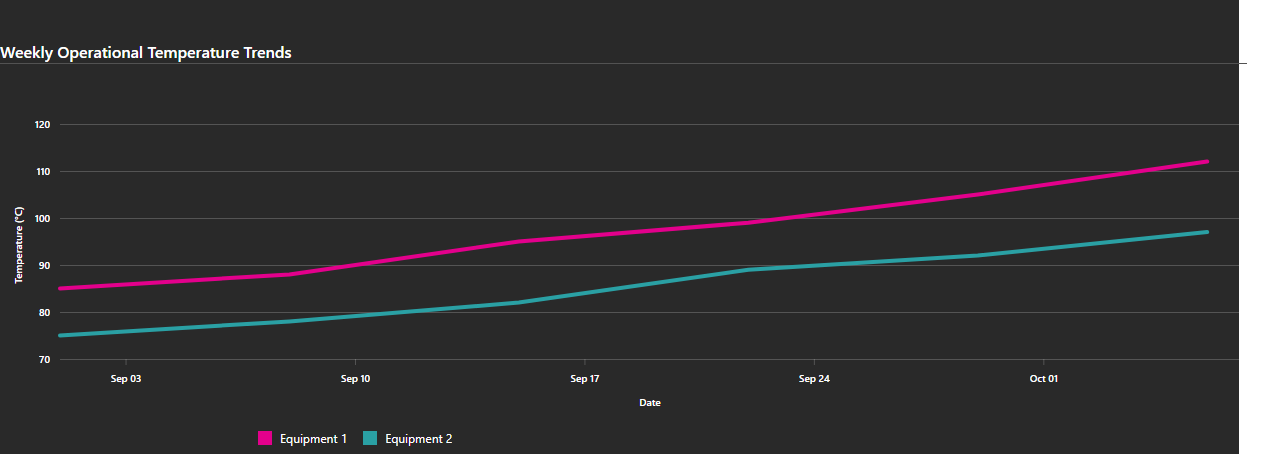 Weekly Operational Temperature Trends
120
110
100
90
80
70
Temperature (°C)
Sep 03 Sep 10 Sep 17 Sep 24 Oct 01
Date
Equipment 1 Equipment 2